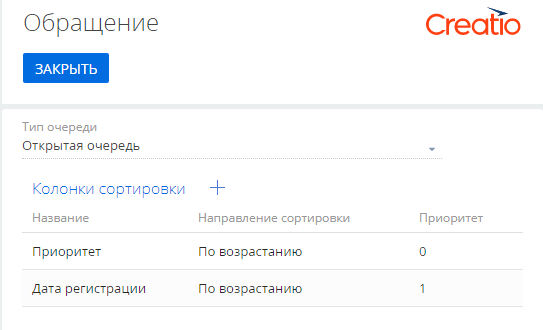 Обращение
Creatio
ЗАКРЫТЬ
Тип очереди
Открытая очередь
Колонки сортировки
Название Направление сортировки Приоритет
Приоритет По возрастанию 0
Дата регистрации По возрастанию 1